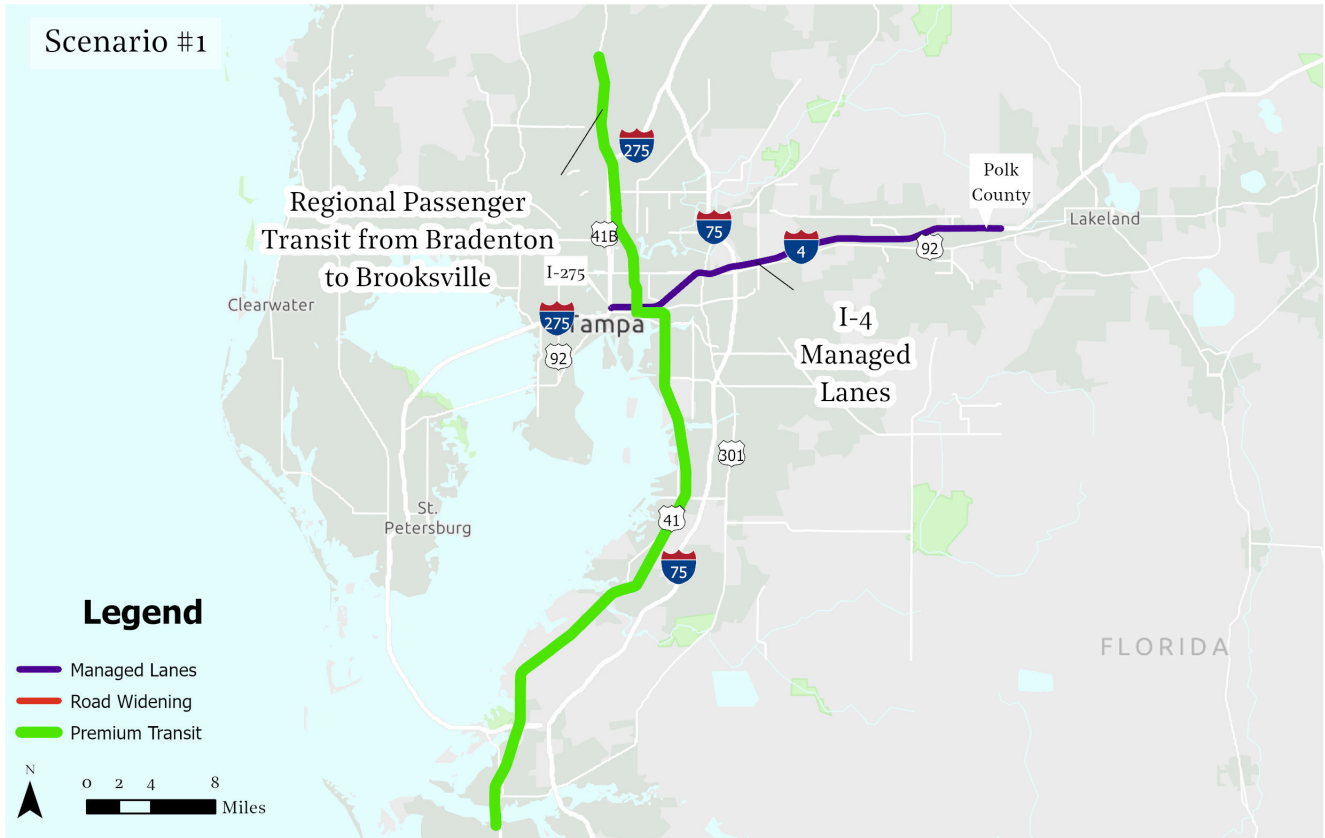 Scenario #1
275
Regional Passenger
Transit from Bradenton
to Brooksville
41B
75
Polk
County
Lakeland
4
92
I-275
Clearwater
275
Tampa
92
I-4
Managed
Lanes
301
St.
Petersburg
41
75
FLORIDA
Legend
Managed Lanes
Road Widening
Premium Transit
N
0 2 4 8
Miles